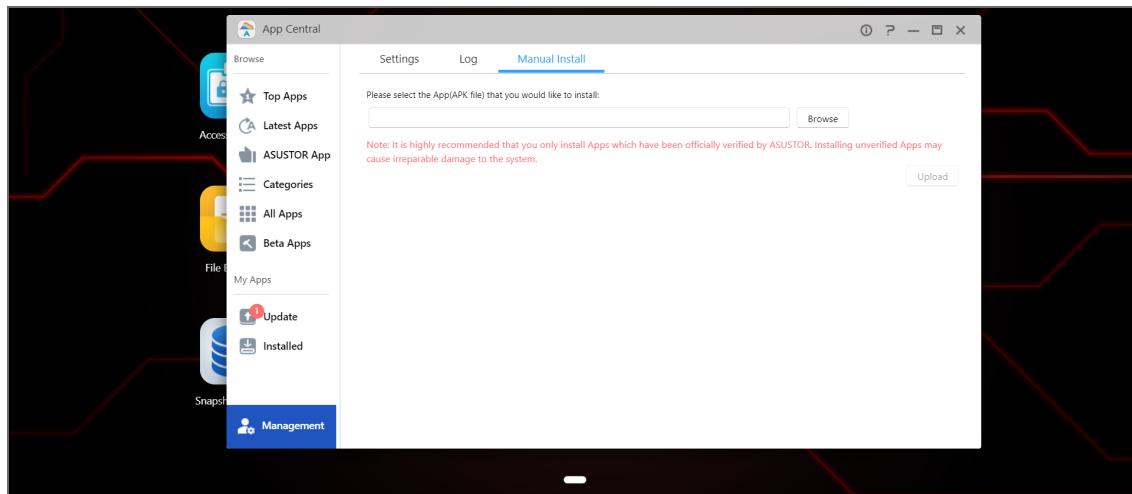 App Central
Browse
Top Apps
Latest Apps
ASUSTOR App
Categories
All Apps
Beta Apps
My Apps
1
Update
Installed
Management
Settings Log Manual Install
Please select the App(APK file) that you would like to install:
Browse
Note: It is highly recommended that you only install Apps which have been officially verified by ASUSTOR. Installing unverified Apps may
cause irreparable damage to the system.
Upload
Access
File
Snapsh